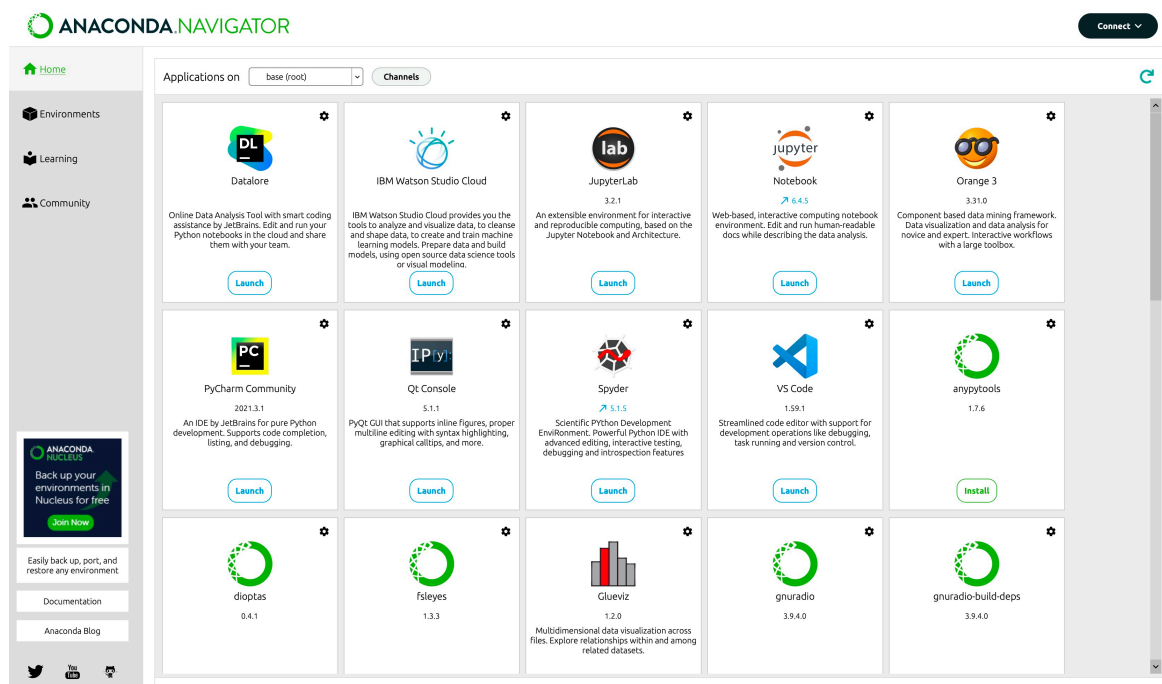 ANACONDA.NAVIGATOR
Connect
Home
Environments
Learning
Community
Applications on
base (root)
Channels
DL
Datalore
Online Data Analysis Tool with smart coding
assistance by JetBrains. Edit and run your
Python notebooks in the cloud and share
them with your team.
Launch
IBM Watson Studio Cloud
IBM Watson Studio Cloud provides you the
tools to analyze and visualize data, to cleanse
and shape data, to create and train machine
learning models. Prepare data and build
models, using open source data science tools
or visual modeling.
Launch
lab
JupyterLab
3.2.1
An extensible environment for interactive
and reproducible computing, based on the
Jupyter Notebook and Architecture.
Launch
jupyter
Notebook
6.4.5
Web-based, interactive computing notebook
environment. Edit and run human-readable
docs while describing the data analysis.
Launch
Orange 3
3.31.0
Component based data mining framework.
Data visualization and data analysis for
novice and expert. Interactive workflows
with a large toolbox.
Launch
PC
PyCharm Community
2021.3.1
An IDE by JetBrains for pure Python
development. Supports code completion,
listing, and debugging.
Launch
IP[y]:
Qt Console
5.1.1
PyQt GUI that supports inline figures, proper
multiline editing with syntax highlighting,
graphical calltips, and more.
Launch
Spyder
5.1.5
Scientific PYthon Development
EnviRonment. Powerful Python IDE with
advanced editing, interactive testing,
debugging and introspection features
Launch
VS Code
1.59.1
Streamlined code editor with support for
development operations like debugging,
task running and version control.
Launch
anypytools
1.7.6
Install
dioptas
0.4.1
fsleyes
1.3.3
Glueviz
1.2.0
Multidimensional data visualization across
files. Explore relationships within and among
related datasets.
gnuradio
3.9.4.0
gnuradio-build-deps
3.9.4.0
ANACONDA.
NUCLEUS
Back up your
environments in
Nucleus for free
Join Now
Easily back up, port, and
restore any environment
Documentation
Anaconda Blog
You
Tube